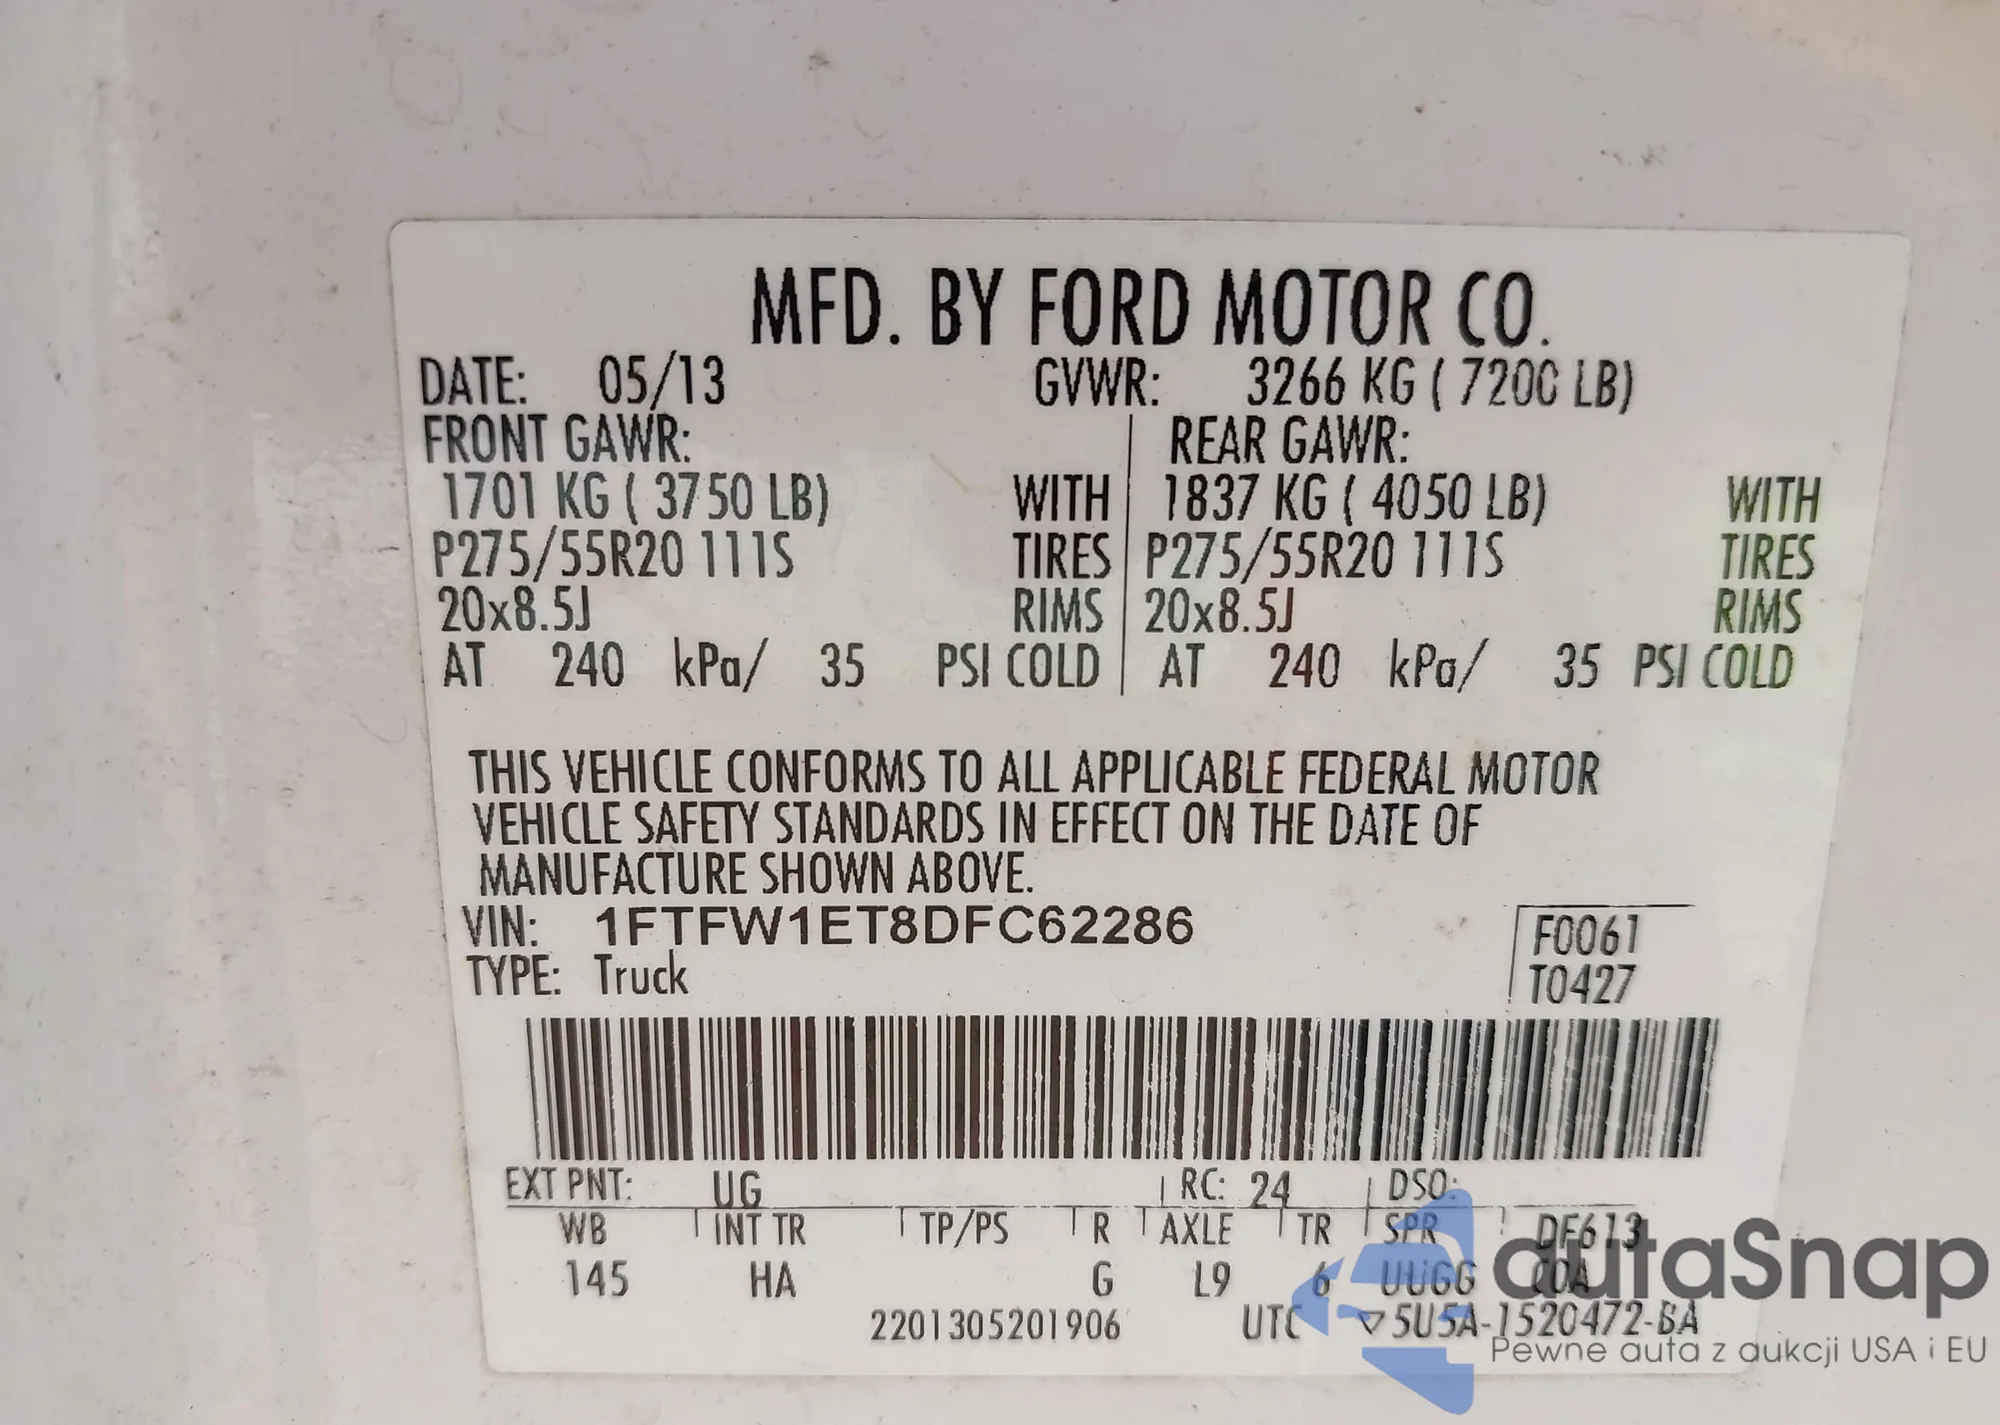 MFD. BY FORD MOTOR CO.
DATE: 05/13 GVWR: 3266 KG ( 7200 LB)
FRONT GAWR: REAR GAWR:
1701 KG ( 3750 LB) WITH 1837 KG ( 4050 LB) WITH
P275/55R20 111S TIRES P275/55R20 111S TIRES
20x8.5J RIMS 20x8.5J RIMS
AT 240 kPa/ 35 PSI COLD AT 240 kPa/ 35 PSI COLD
THIS VEHICLE CONFORMS TO ALL APPLICABLE FEDERAL MOTOR
VEHICLE SAFETY STANDARDS IN EFFECT ON THE DATE OF
MANUFACTURE SHOWN ABOVE.
VIN: 1FTFW1ET8DFC62286 F0061
TYPE: Truck T0427
EXT PNT: UG RC: 24 DSO:
WB INT TR TP/PS R AXLE TR SPR DF613
145 HA G L9 6 UUGG COA
2201305201906 UTC ▽5U5A-1520472-BA
autaSnap
Pewne auta z aukcji USA i EU